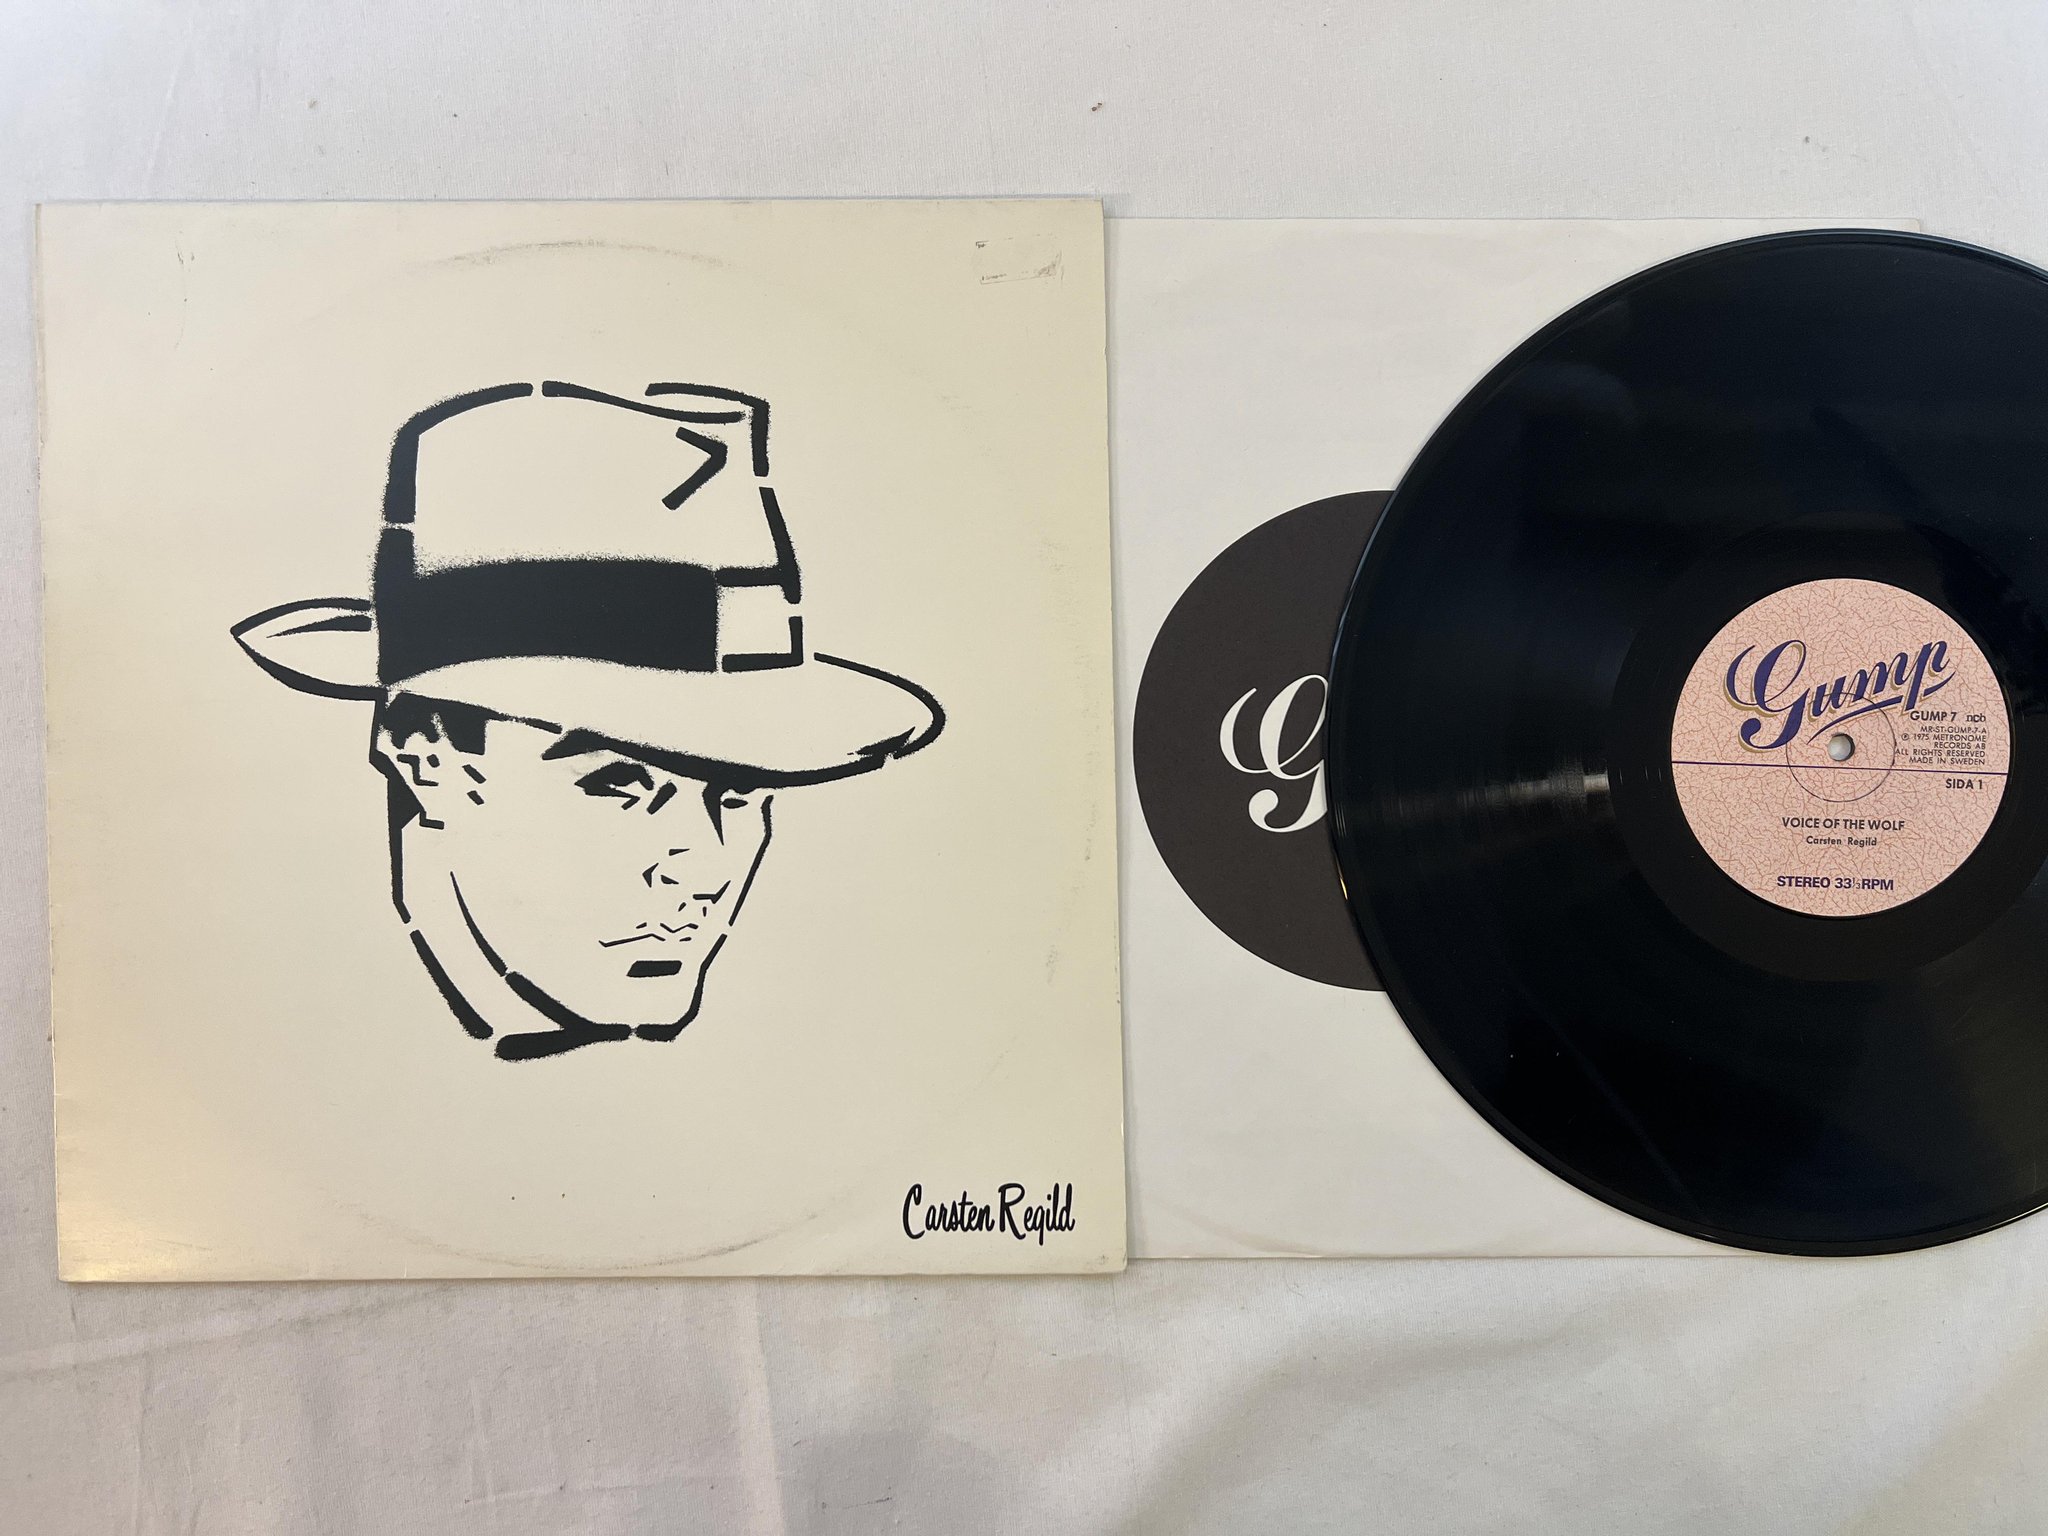 Carsten Regild
G
Gump
GUMP 7 ncb
MR-ST-GUMP-7-A
℗ 1975 METRONOME
RECORDS AB
ALL RIGHTS RESERVED
MADE IN SWEDEN
SIDA 1
VOICE OF THE WOLF
Carsten Regild
STEREO 33⅓ RPM